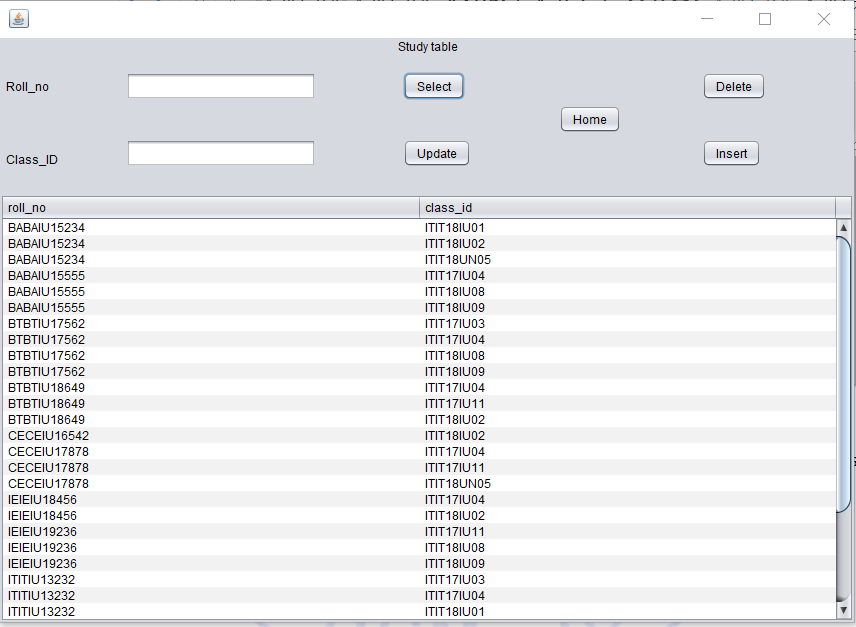 Study table
Roll_no Select Delete
Home
Class_ID Update Insert
roll_no class_id
BABAIU15234 ITIT18IU01
BABAIU15234 ITIT18IU02
BABAIU15234 ITIT18UN05
BABAIU15555 ITIT17IU04
BABAIU15555 ITIT18IU08
BABAIU15555 ITIT18IU09
BTBTIU17562 ITIT17IU03
BTBTIU17562 ITIT17IU04
BTBTIU17562 ITIT18IU08
BTBTIU17562 ITIT18IU09
BTBTIU18649 ITIT17IU04
BTBTIU18649 ITIT17IU11
BTBTIU18649 ITIT18IU02
CECEIU16542 ITIT18IU02
CECEIU17878 ITIT17IU04
CECEIU17878 ITIT17IU11
CECEIU17878 ITIT18UN05
IEIEIU18456 ITIT17IU04
IEIEIU18456 ITIT18IU02
IEIEIU19236 ITIT17IU11
IEIEIU19236 ITIT18IU08
IEIEIU19236 ITIT18IU09
ITITIU13232 ITIT17IU03
ITITIU13232 ITIT17IU04
ITITIU13232 ITIT18IU01